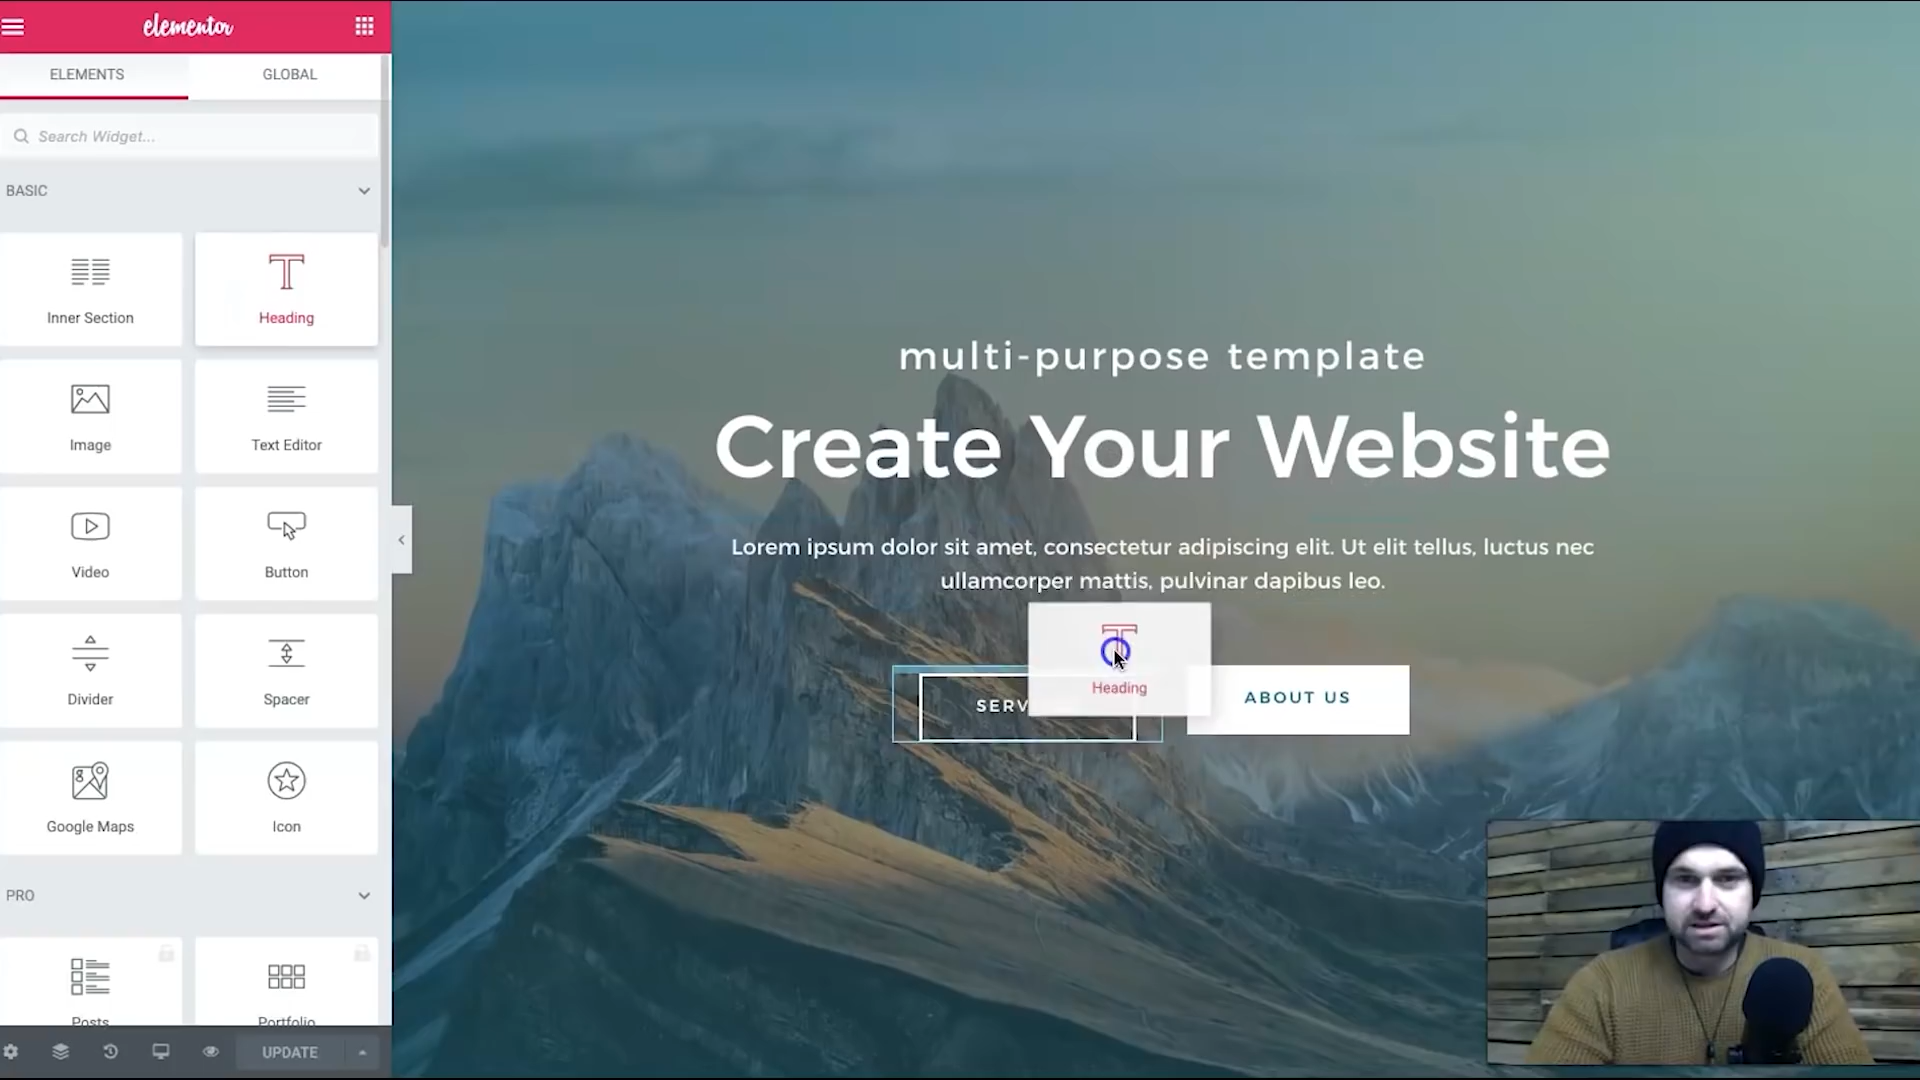 elementor
ELEMENTS
GLOBAL
Search Widget...
BASIC
Inner Section
Heading
Image
Text Editor
Video
Button
Divider
Spacer
Google Maps
Icon
PRO
Posts
Portfolio
UPDATE
multi-purpose template
Create Your Website
Lorem ipsum dolor sit amet, consectetur adipiscing elit. Ut elit tellus, luctus nec
ullamcorper mattis, pulvinar dapibus leo.
Heading
SERV
ABOUT US